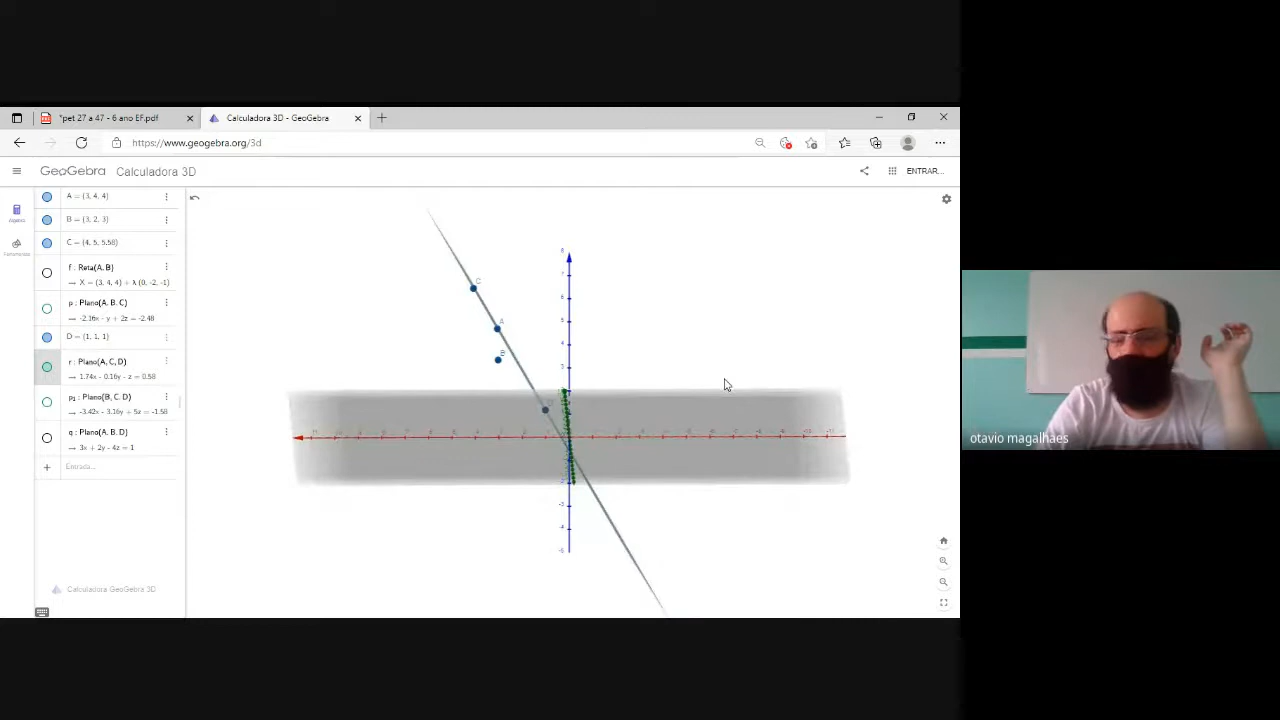 *pet 27 a 47 - 6 ano EF.pdf
Calculadora 3D - GeoGebra
https://www.geogebra.org/3d
GeoGebra Calculadora 3D
ENTRAR...
A = (3, 4, 4)
B = (3, 2, 3)
C = (4, 5, 5.58)
f : Reta(A, B)
→ X = (3, 4, 4) + λ (0, -2, -1)
p : Plano(A, B, C)
→ -2.16x - y + 2z = -2.48
D = (1, 1, 1)
r : Plano(A, C, D)
→ 1.74x - 0.16y - z = 0.58
p₁ : Plano(B, C, D)
→ -3.42x - 3.16y + 5z = -1.58
q : Plano(A, B, D)
→ 3x + 2y - 4z = 1
Entrada...
Calculadora GeoGebra 3D
Álgebra
Ferramentas
C
A
B
otavio magalhaes